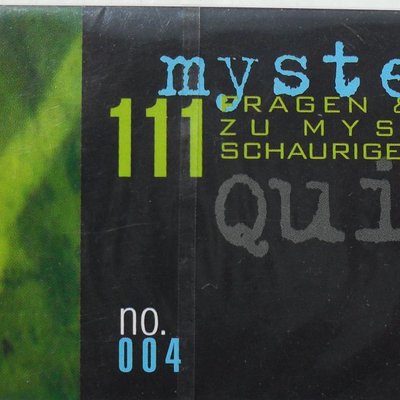 myste
111 FRAGEN &
ZU MYS
SCHAURIGE
Qui
no.
004